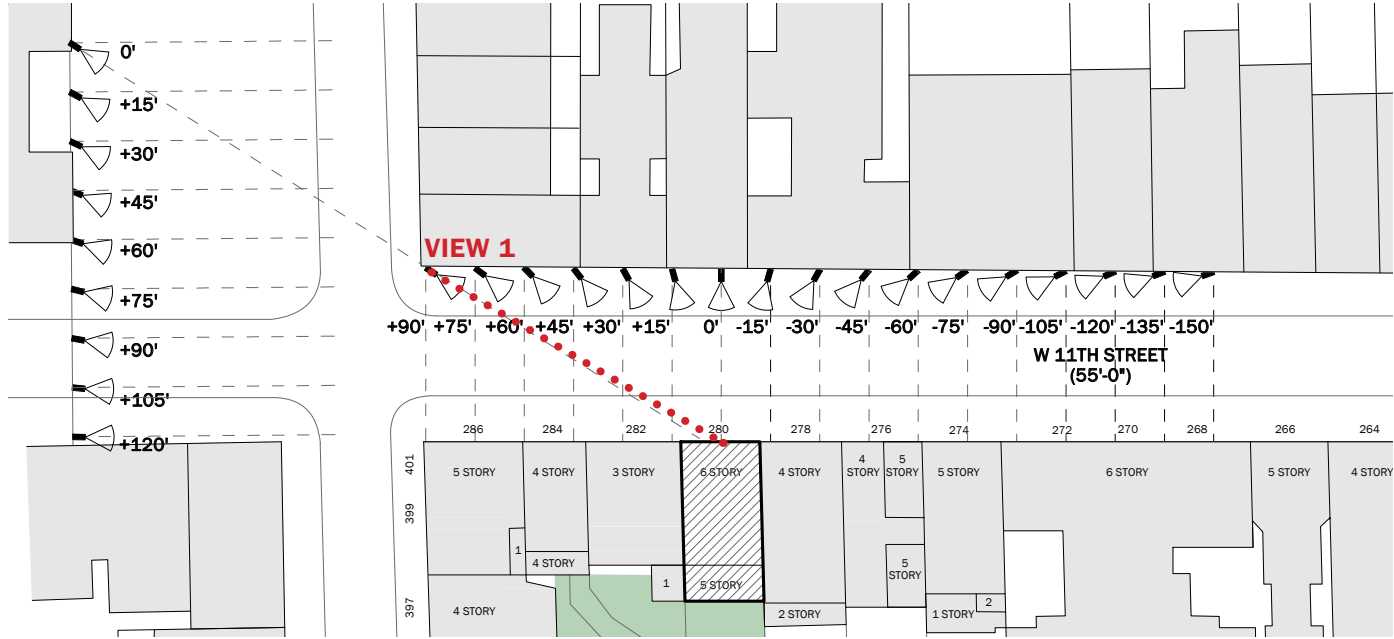 0'
+15'
+30'
+45'
+60'
+75'
+90'
+105'
+120'
VIEW 1
+90' +75' +60' +45' +30' +15' 0' -15' -30' -45' -60' -75' -90' -105' -120' -135' -150'
W 11TH STREET
(55'-0")
286 284 282 280 278 276 274 272 270 268 266 264
401
399
397
5 STORY
4 STORY
3 STORY
6 STORY
4 STORY
4
STORY
5
STORY
5 STORY
6 STORY
5 STORY
4 STORY
1
4 STORY
1
5 STORY
5
STORY
4 STORY
2 STORY
1 STORY
2